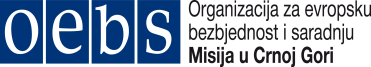 oebs
Organizacija za evropsku
bezbjednost i saradnju
Misija u Crnoj Gori